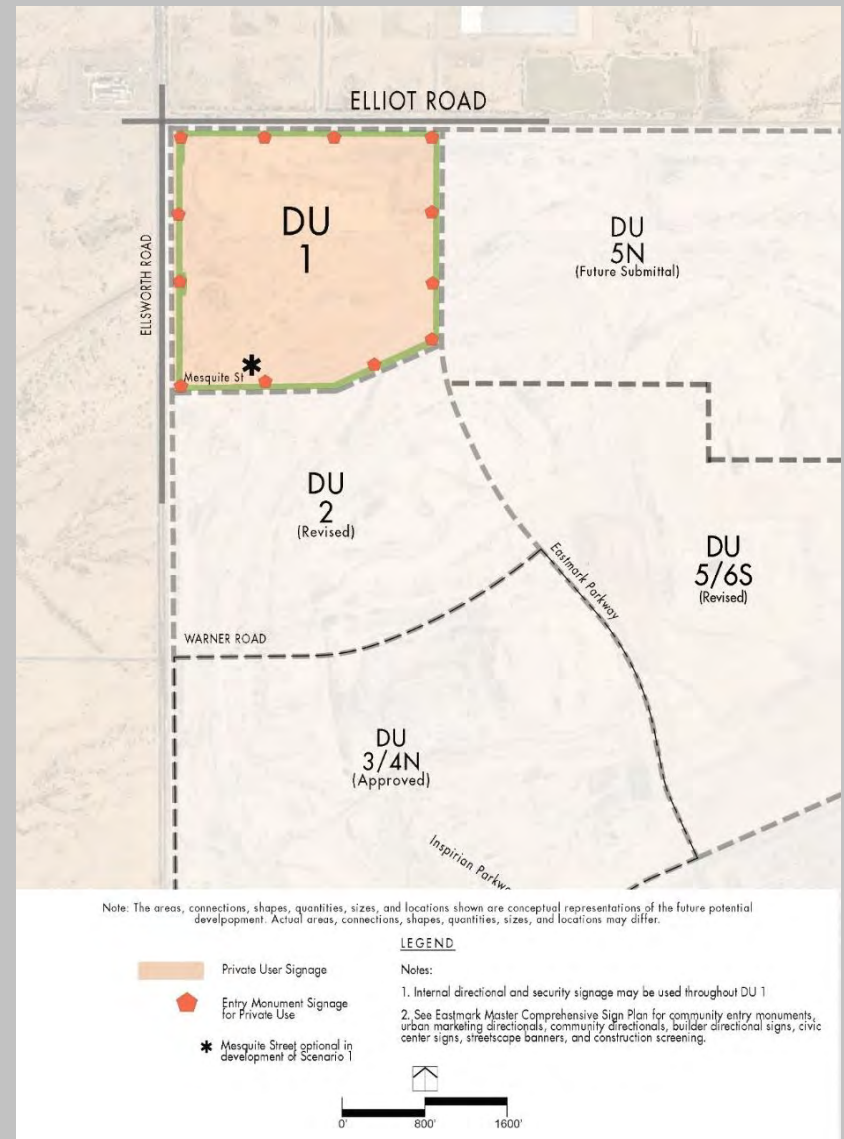 ELLIOT ROAD
ELLSWORTH ROAD
DU
1
DU
5N
(Future Submittal)
Mesquite St
DU
2
(Revised)
Eastmark Parkway
DU
5/6S
(Revised)
WARNER ROAD
DU
3/4N
(Approved)
Inspirian Parkw
Note: The areas, connections, shapes, quantities, sizes, and locations shown are conceptual representations of the future potential
develpopment. Actual areas, connections, shapes, quantities, sizes, and locations may differ.
LEGEND
Private User Signage
Entry Monument Signage
for Private Use
* Mesquite Street optional in
development of Scenario 1
Notes:
1. Internal directional and security signage may be used throughout DU 1
2. See Eastmark Master Comprehensive Sign Plan for community entry monuments,
urban marketing directionals, community directionals, builder directional signs, civic
center signs, streetscape banners, and construction screening.
0' 800' 1600'